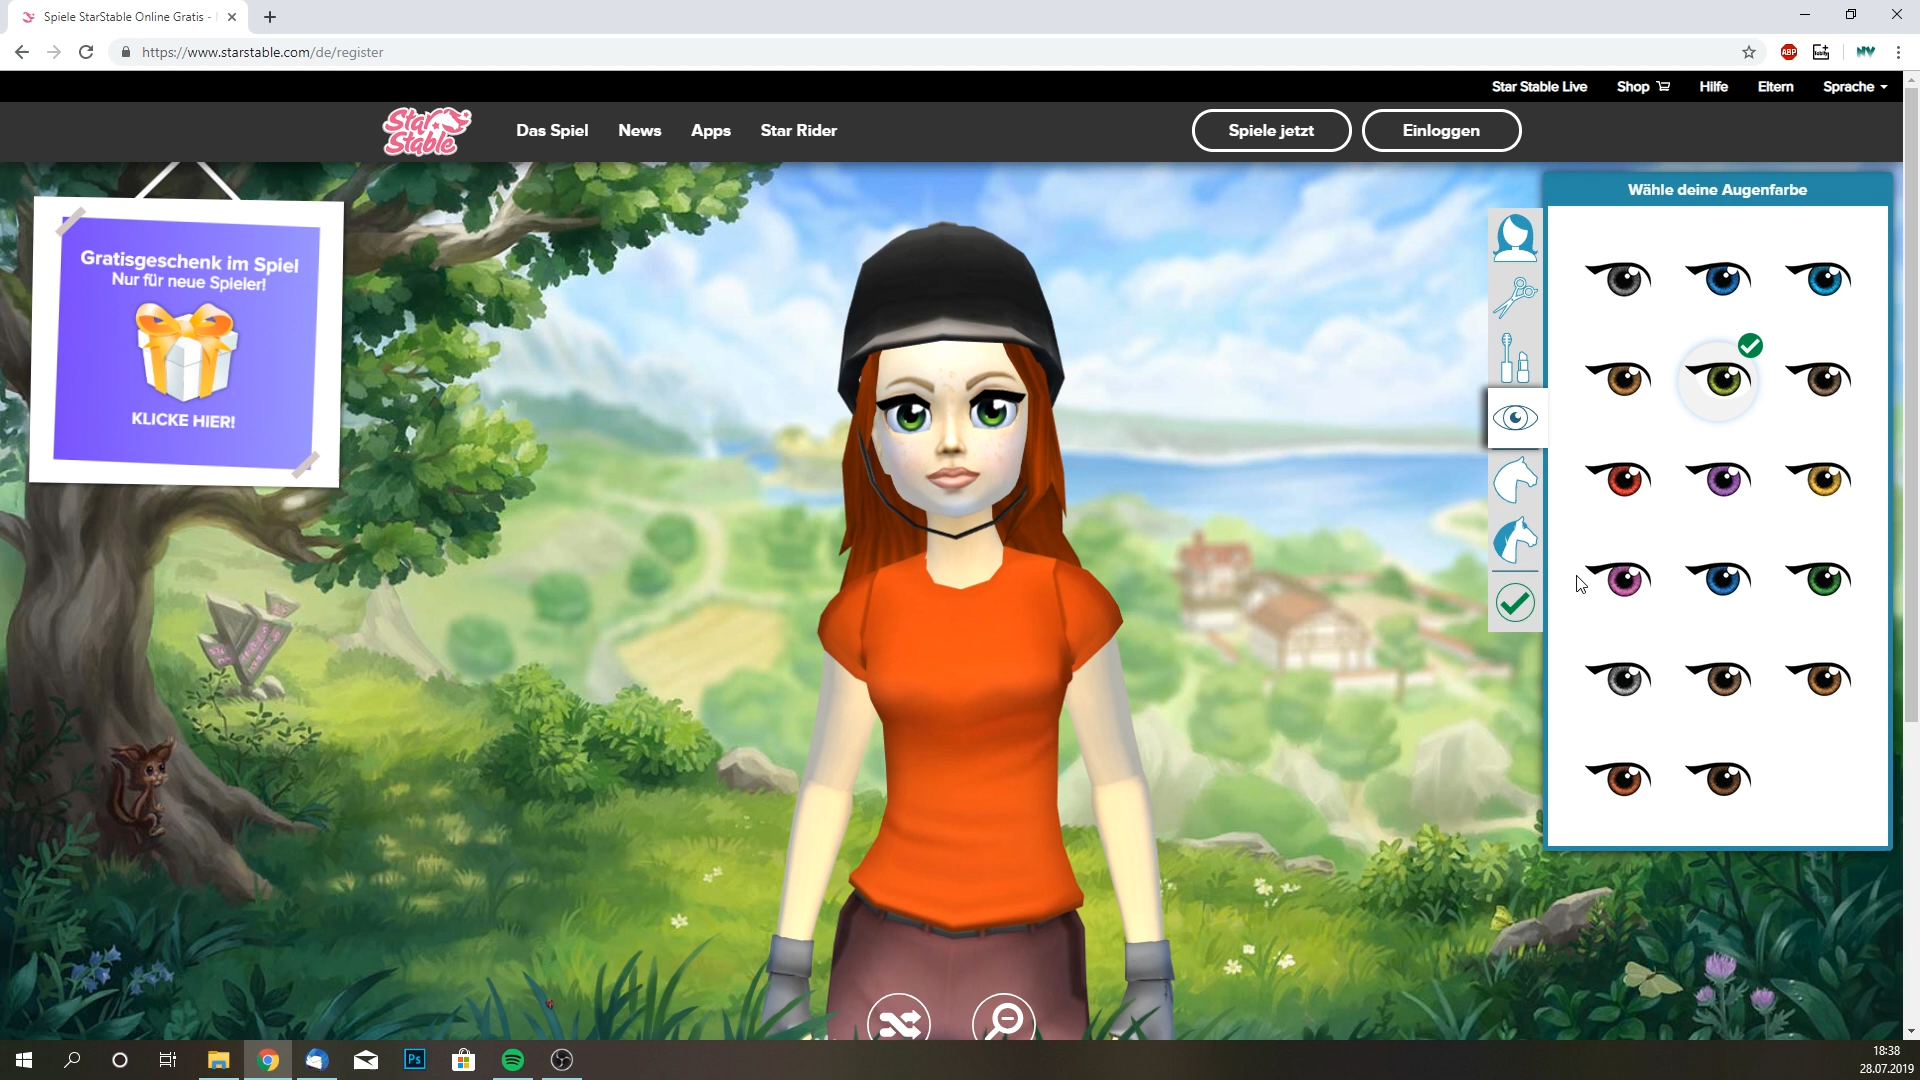 Spiele StarStable Online Gratis -
https://www.starstable.com/de/register
ABP
Star Stable Live
Shop
Hilfe
Eltern
Sprache
Star Stable
Das Spiel
News
Apps
Star Rider
Spiele jetzt
Einloggen
Gratisgeschenk im Spiel
Nur für neue Spieler!
KLICKE HIER!
Wähle deine Augenfarbe
Ps
18:38
28.07.2019